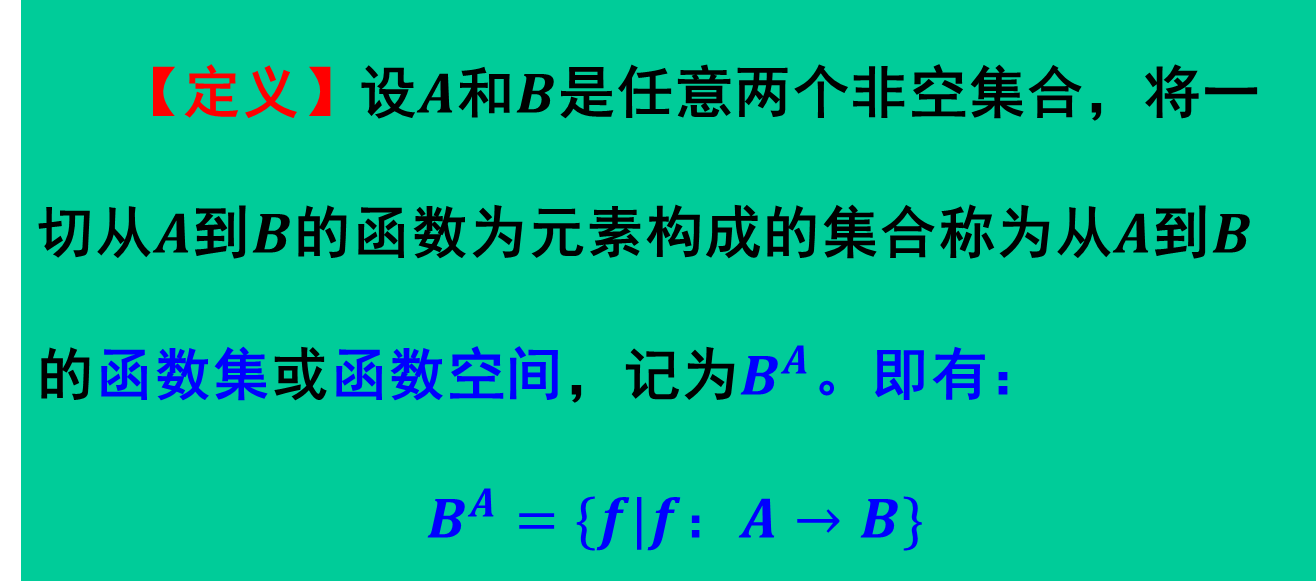 【定义】设A和B是任意两个非空集合，将一
切从A到B的函数为元素构成的集合称为从A到B
的函数集或函数空间，记为B^A。即有：
B^A = {f|f：A → B}